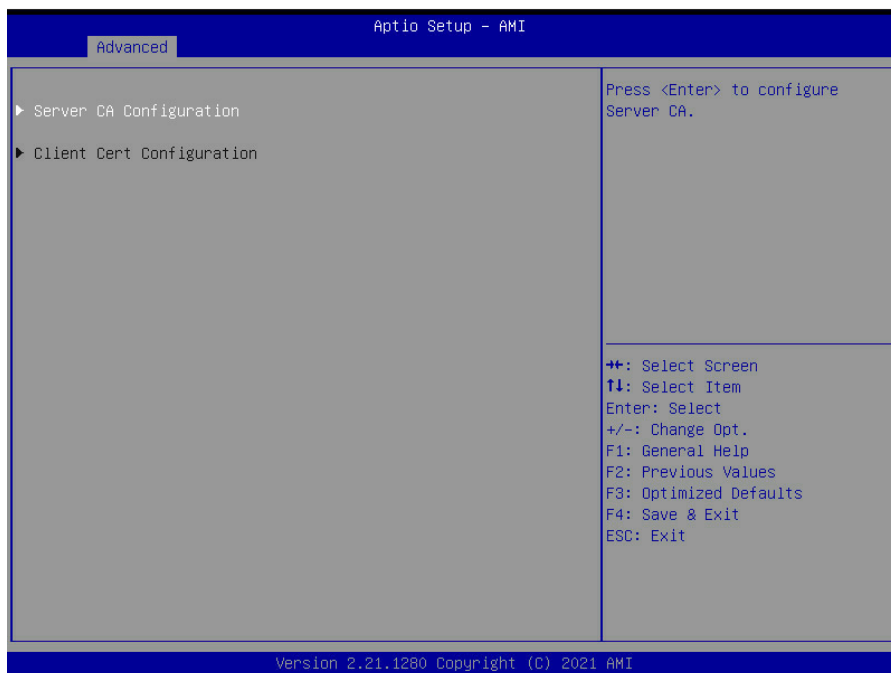 Aptio Setup – AMI
Advanced
▶ Server CA Configuration
▶ Client Cert Configuration
Press <Enter> to configure
Server CA.
→←: Select Screen
↑↓: Select Item
Enter: Select
+/-: Change Opt.
F1: General Help
F2: Previous Values
F3: Optimized Defaults
F4: Save & Exit
ESC: Exit
Version 2.21.1280 Copyright (C) 2021 AMI